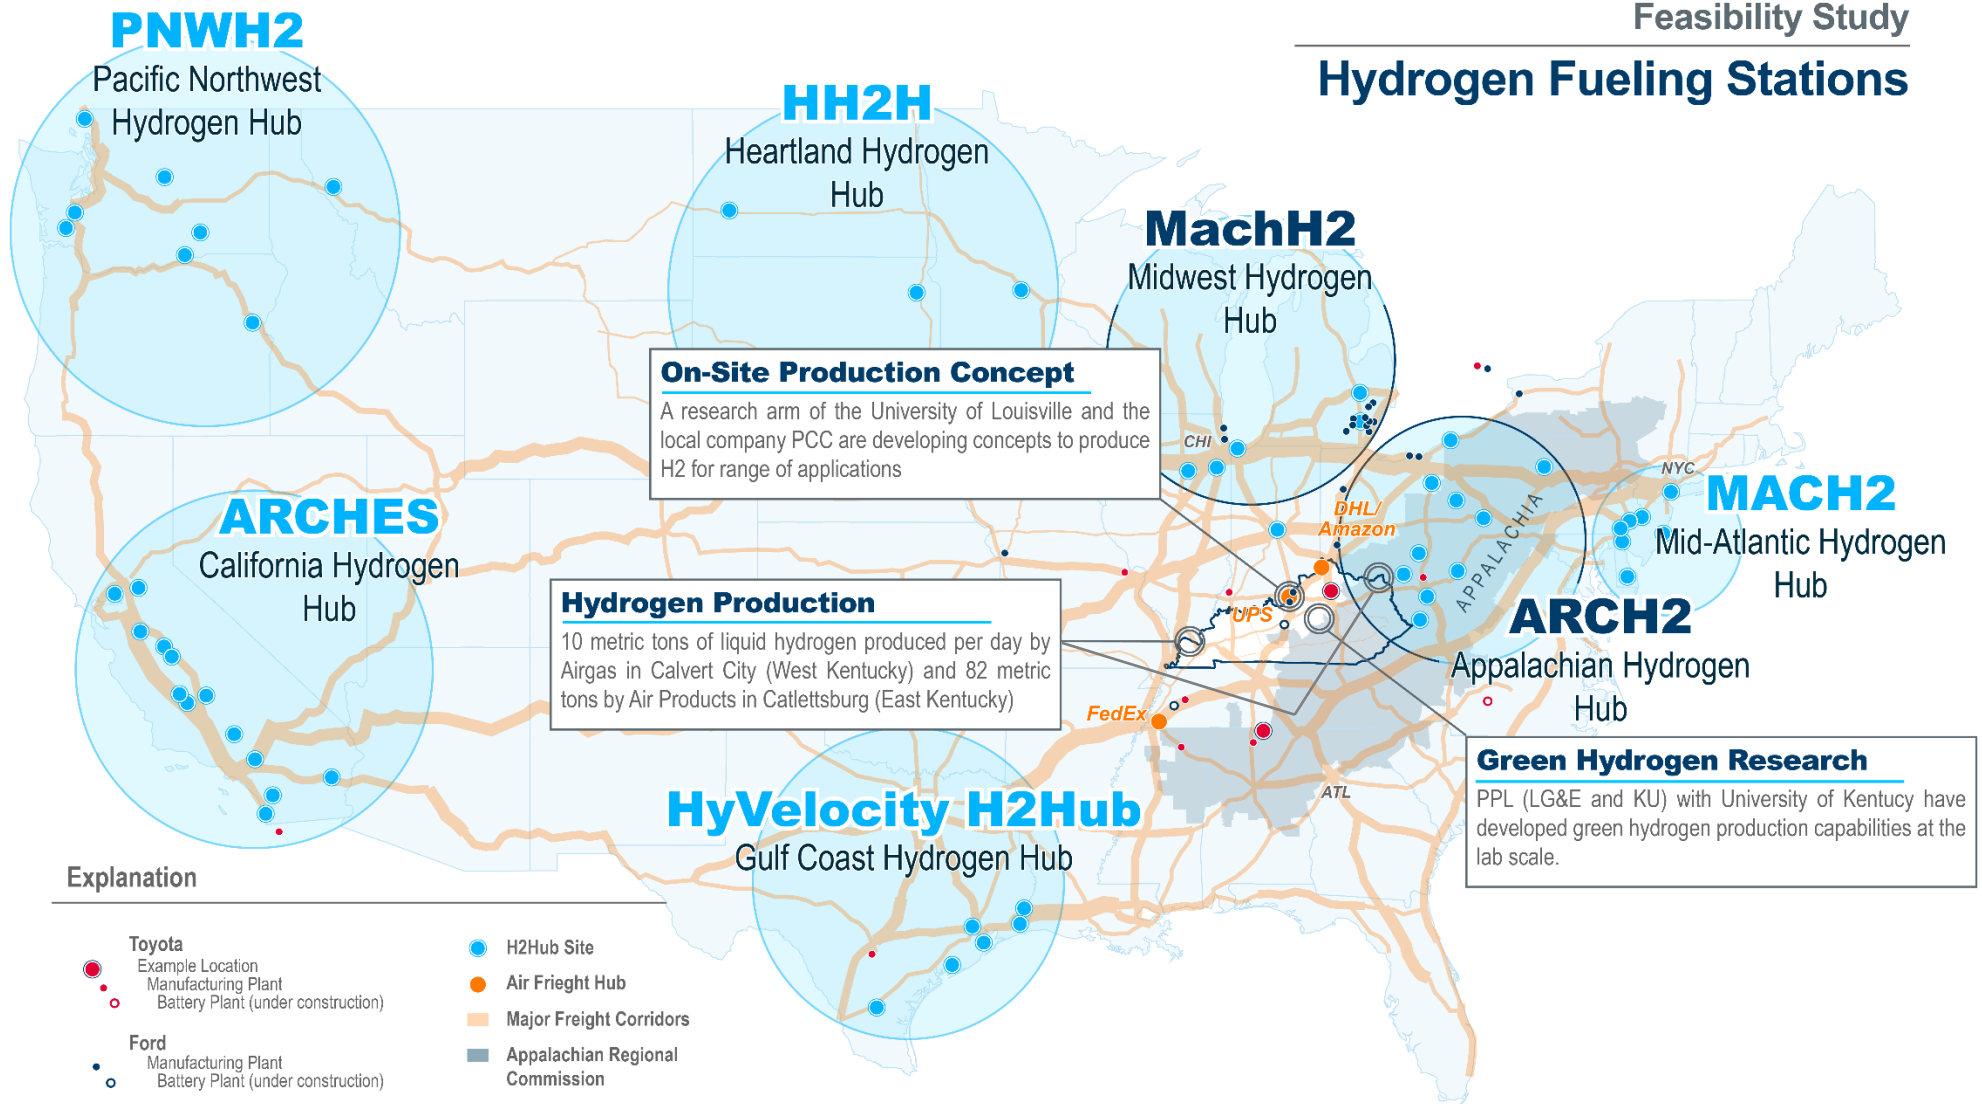 Feasibility Study
Hydrogen Fueling Stations
PNWH2
Pacific Northwest
Hydrogen Hub
HH2H
Heartland Hydrogen
Hub
MachH2
Midwest Hydrogen
Hub
On-Site Production Concept
A research arm of the University of Louisville and the
local company PCC are developing concepts to produce
H2 for range of applications
CHI
NYC
ARCHES
California Hydrogen
Hub
DHL/
Amazon
APPALACHIA
MACH2
Mid-Atlantic Hydrogen
Hub
Hydrogen Production
10 metric tons of liquid hydrogen produced per day by
Airgas in Calvert City (West Kentucky) and 82 metric
tons by Air Products in Catlettsburg (East Kentucky)
UPS
ARCH2
Appalachian Hydrogen
Hub
FedEx
ATL
HyVelocity H2Hub
Gulf Coast Hydrogen Hub
Green Hydrogen Research
PPL (LG&E and KU) with University of Kentucy have
developed green hydrogen production capabilities at the
lab scale.
Explanation
Toyota
Example Location
Manufacturing Plant
Battery Plant (under construction)
Ford
Manufacturing Plant
Battery Plant (under construction)
H2Hub Site
Air Frieght Hub
Major Freight Corridors
Appalachian Regional
Commission